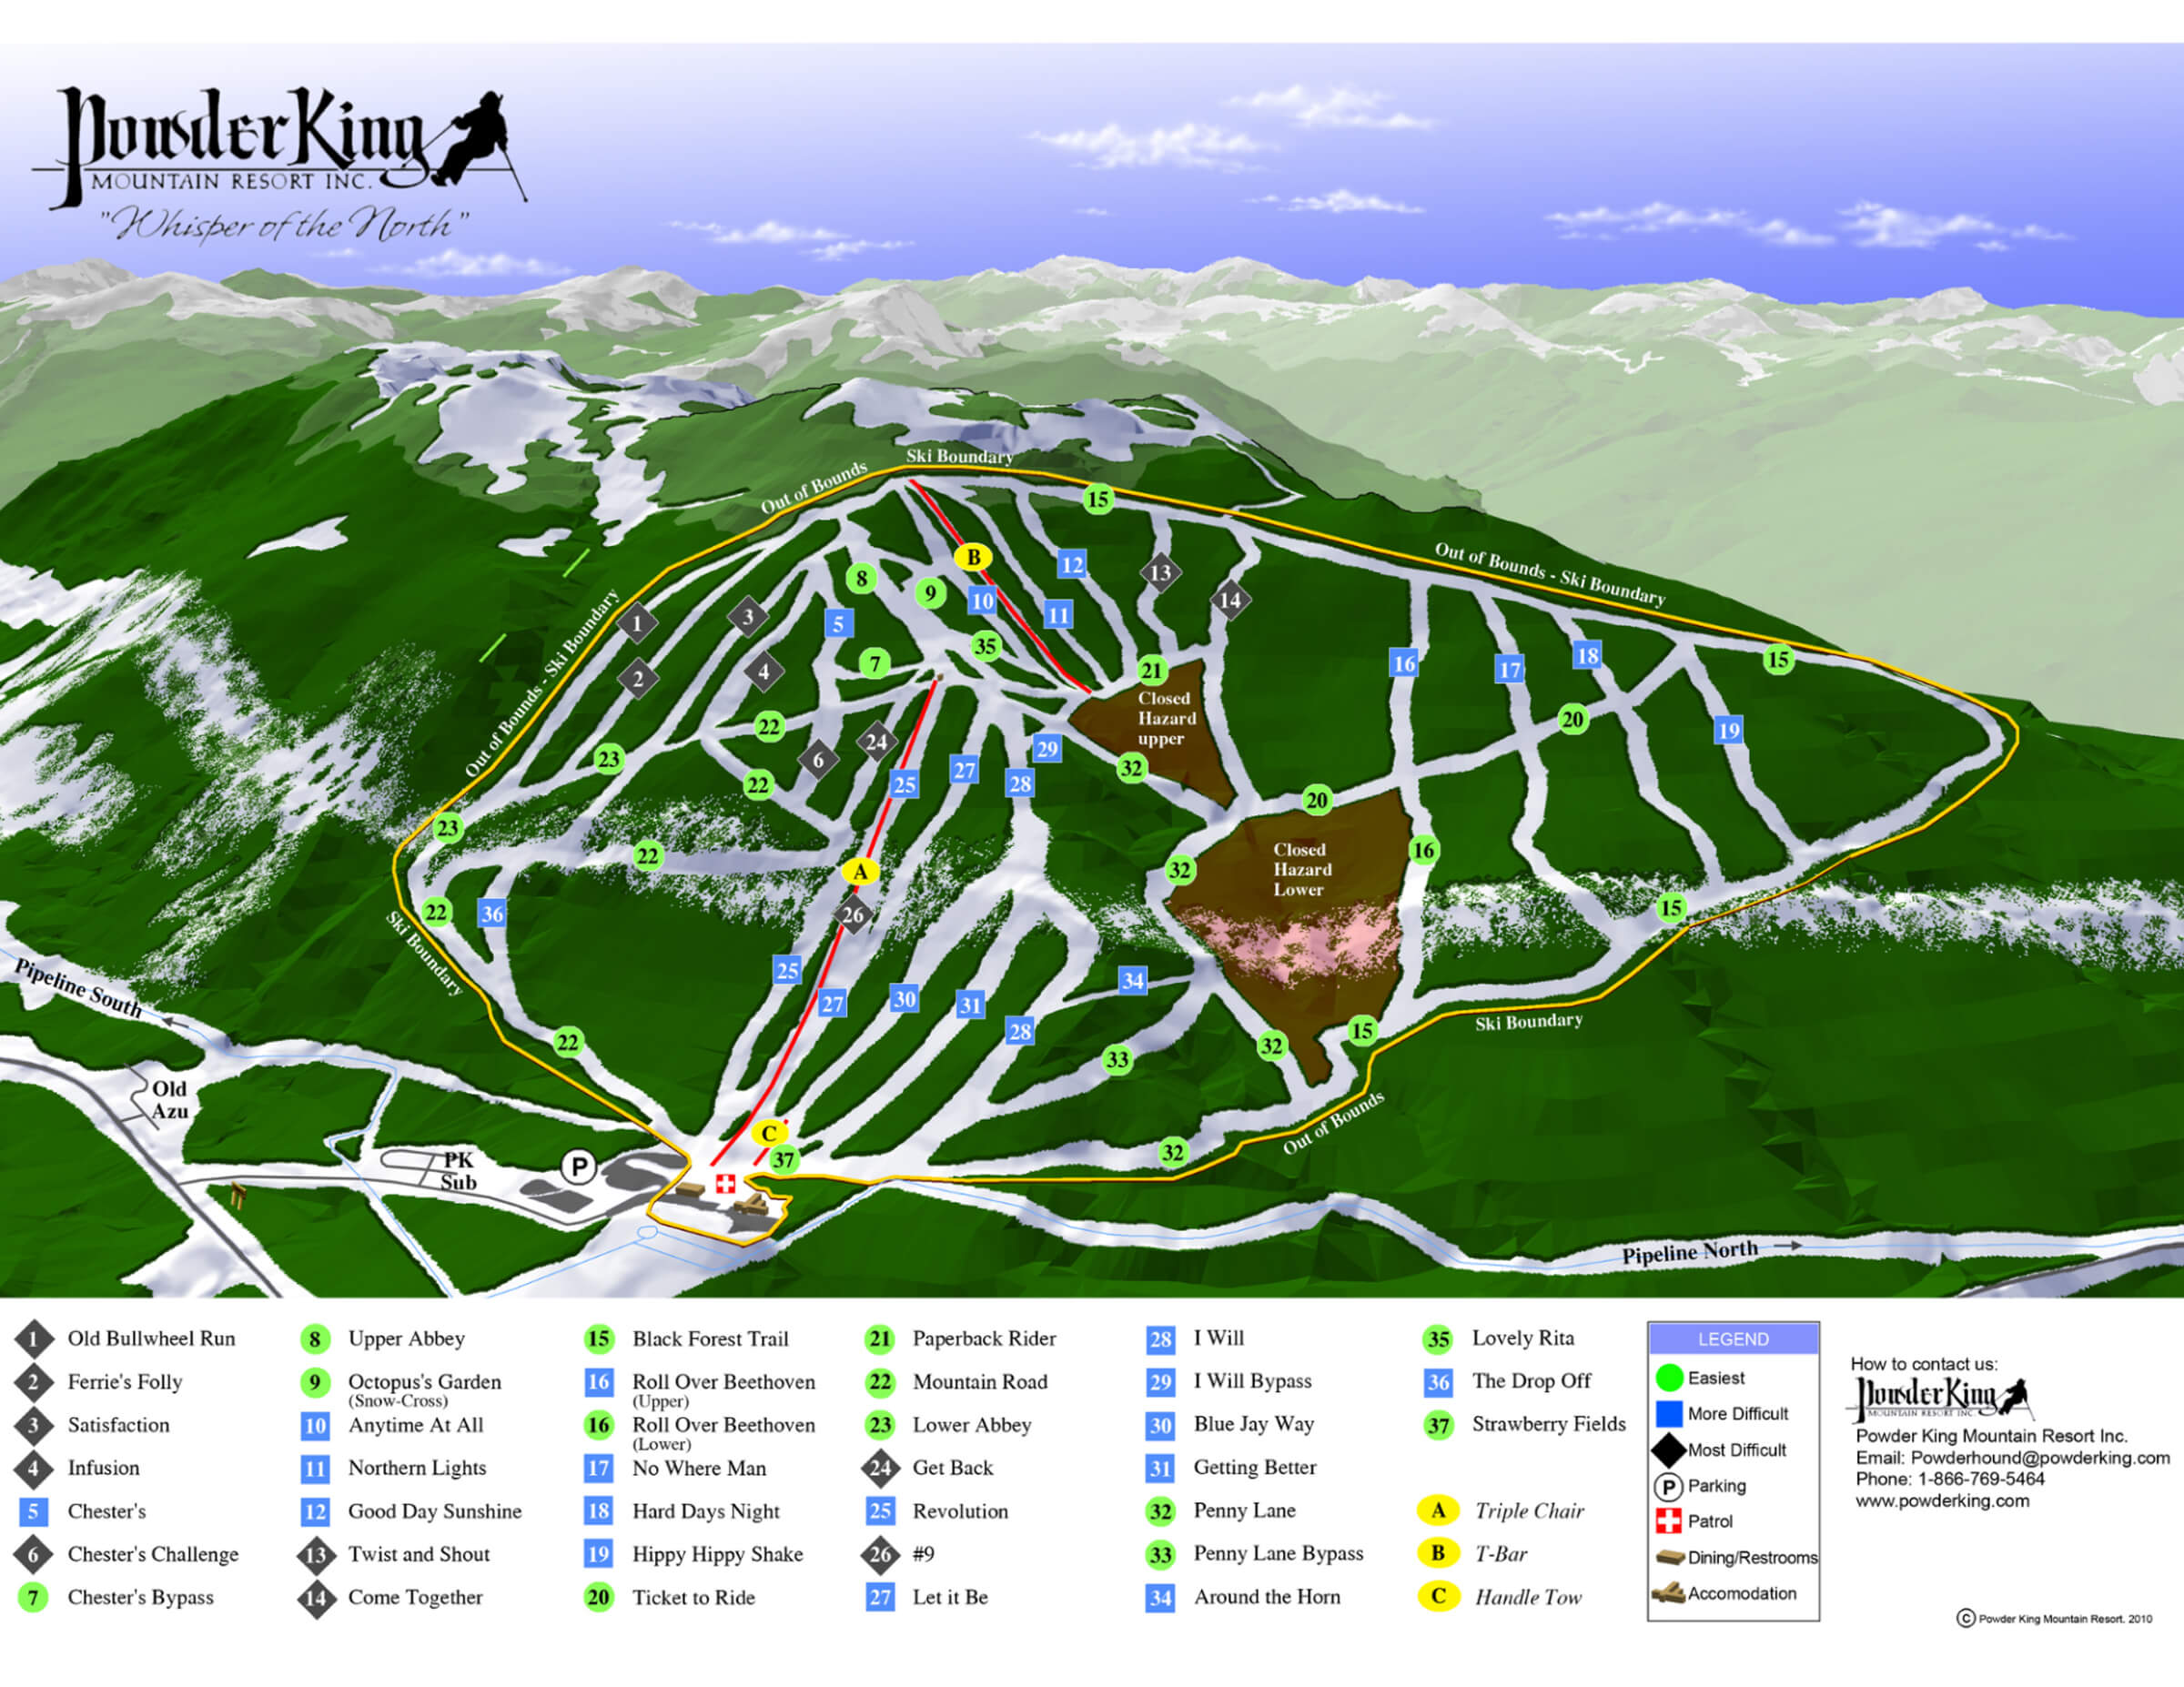 PowderKing
MOUNTAIN RESORT INC.
"Whisper of the North"
Ski Boundary
Out of Bounds
15
Out of Bounds - Ski Boundary
B
12
13
8
9
10
14
11
1
3
5
Out of Bounds - Ski Boundary
35
7
21
4
2
16
17
18
15
Closed
Hazard
upper
22
24
20
19
29
23
6
32
27
22
25
28
20
23
22
A
32
Closed
Hazard
Lower
16
22
36
26
15
Ski Boundary
25
34
Pipeline South
27
30
31
28
22
33
32
15
Ski Boundary
Old
Azu
Out of Bounds
C
37
32
PK
Sub
P
Pipeline North
1 Old Bullwheel Run
2 Ferrie's Folly
3 Satisfaction
4 Infusion
5 Chester's
6 Chester's Challenge
7 Chester's Bypass
8 Upper Abbey
9 Octopus's Garden
(Snow-Cross)
10 Anytime At All
11 Northern Lights
12 Good Day Sunshine
13 Twist and Shout
14 Come Together
15 Black Forest Trail
16 Roll Over Beethoven
(Upper)
16 Roll Over Beethoven
(Lower)
17 No Where Man
18 Hard Days Night
19 Hippy Hippy Shake
20 Ticket to Ride
21 Paperback Rider
22 Mountain Road
23 Lower Abbey
24 Get Back
25 Revolution
26 #9
27 Let it Be
28 I Will
29 I Will Bypass
30 Blue Jay Way
31 Getting Better
32 Penny Lane
33 Penny Lane Bypass
34 Around the Horn
35 Lovely Rita
36 The Drop Off
37 Strawberry Fields
A Triple Chair
B T-Bar
C Handle Tow
LEGEND
Easiest
More Difficult
Most Difficult
P Parking
Patrol
Dining/Restrooms
Accomodation
How to contact us:
PowderKing
MOUNTAIN RESORT INC.
Powder King Mountain Resort Inc.
Email: Powderhound@powderking.com
Phone: 1-866-769-5464
www.powderking.com
© Powder King Mountain Resort. 2010